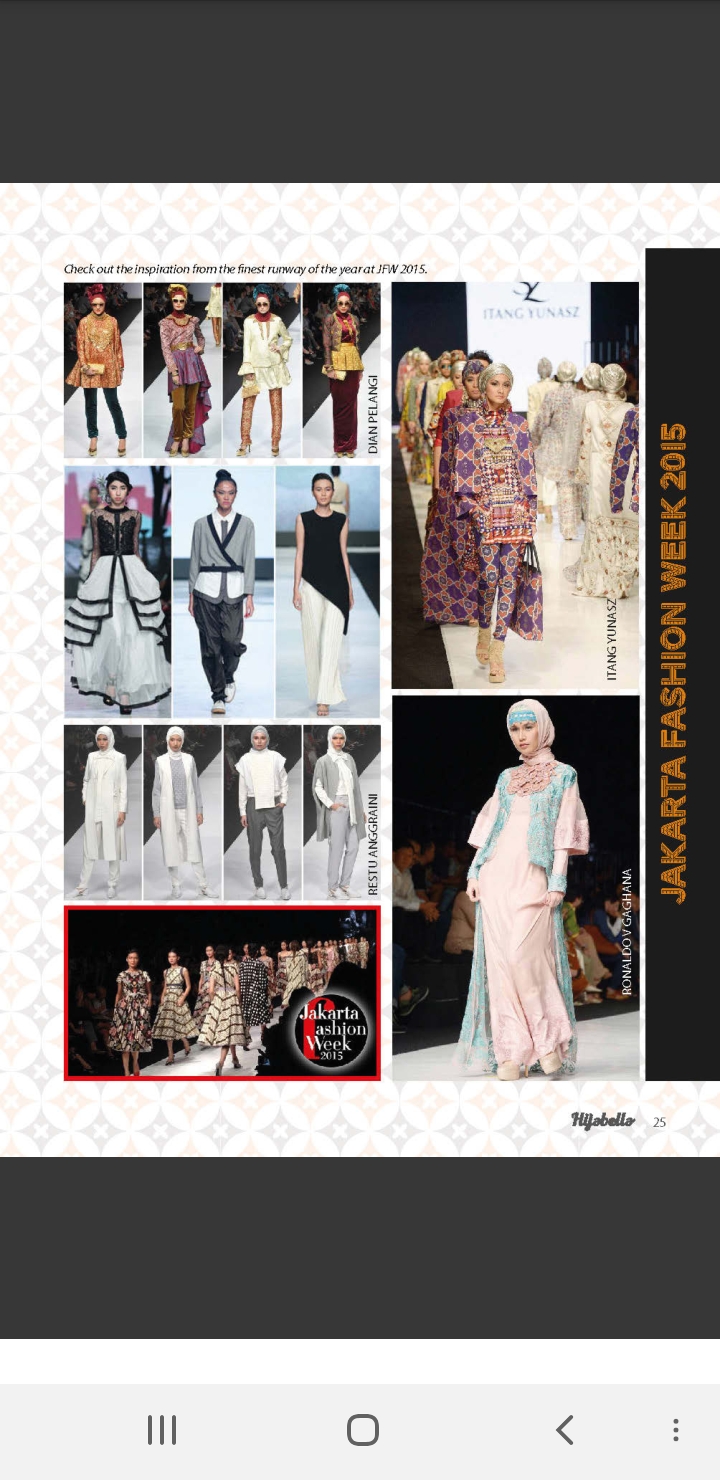 Check out the inspiration from the finest runway of the year at JFW 2015.
DIAN PELANGI
ITANG YUNASZ
ITANG YUNASZ
RESTU ANGGRAINI
RONALDO V GAGHANA
JAKARTA FASHION WEEK 2015
Jakarta
fashion
Week
2015
Hijabella 25